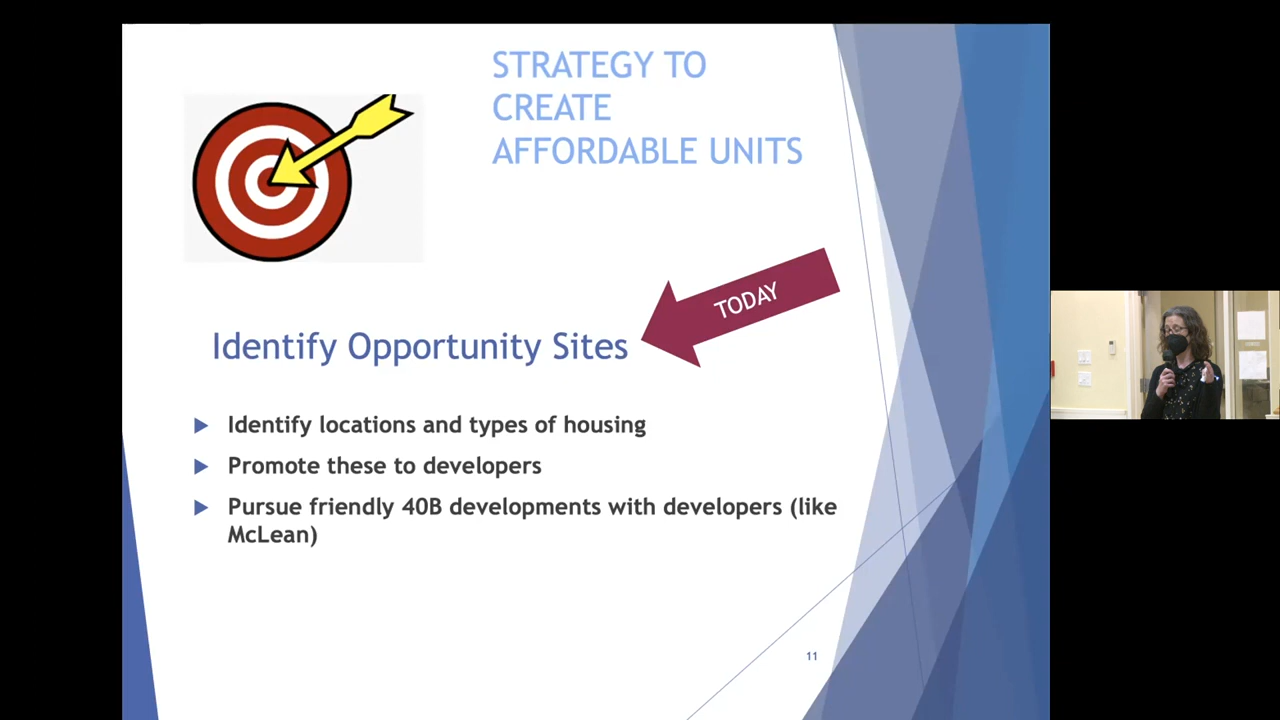 STRATEGY TO
CREATE
AFFORDABLE UNITS
TODAY
Identify Opportunity Sites
Identify locations and types of housing
Promote these to developers
Pursue friendly 40B developments with developers (like
McLean)
11